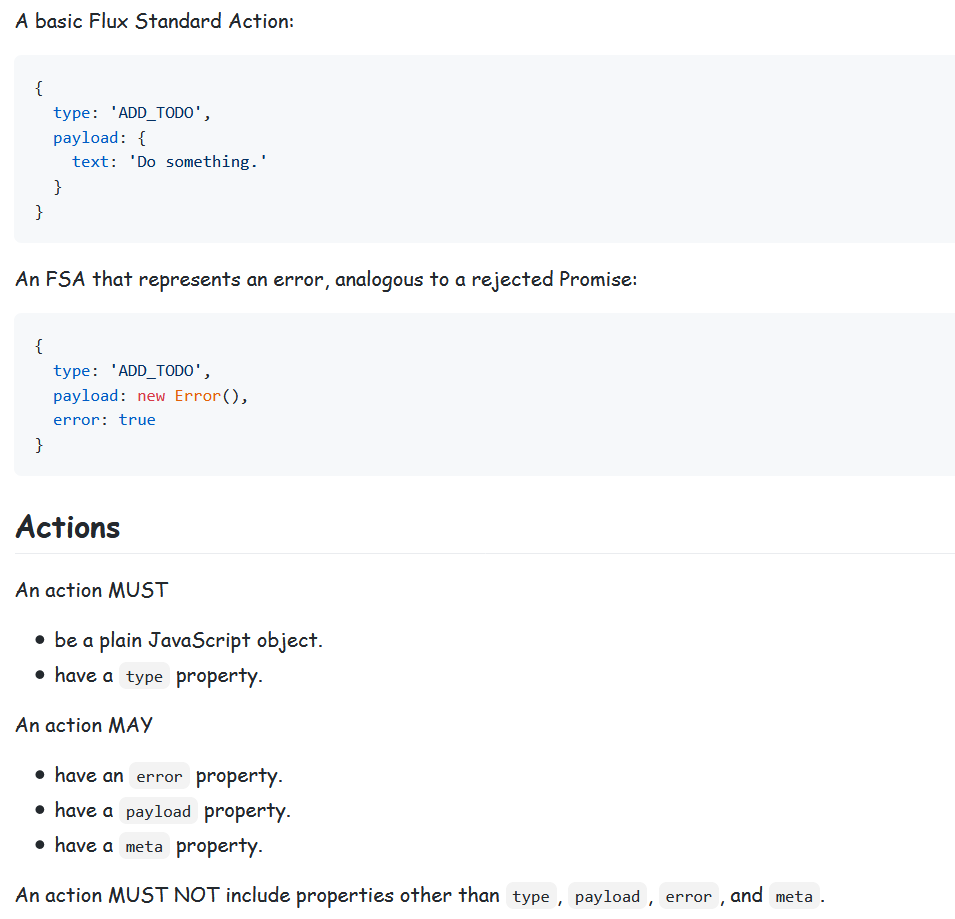 A basic Flux Standard Action:
{
  type: 'ADD_TODO',
  payload: {
    text: 'Do something.'
  }
}
An FSA that represents an error, analogous to a rejected Promise:
{
  type: 'ADD_TODO',
  payload: new Error(),
  error: true
}
Actions
An action MUST
• be a plain JavaScript object.
• have a type property.
An action MAY
• have an error property.
• have a payload property.
• have a meta property.
An action MUST NOT include properties other than type, payload, error, and meta.